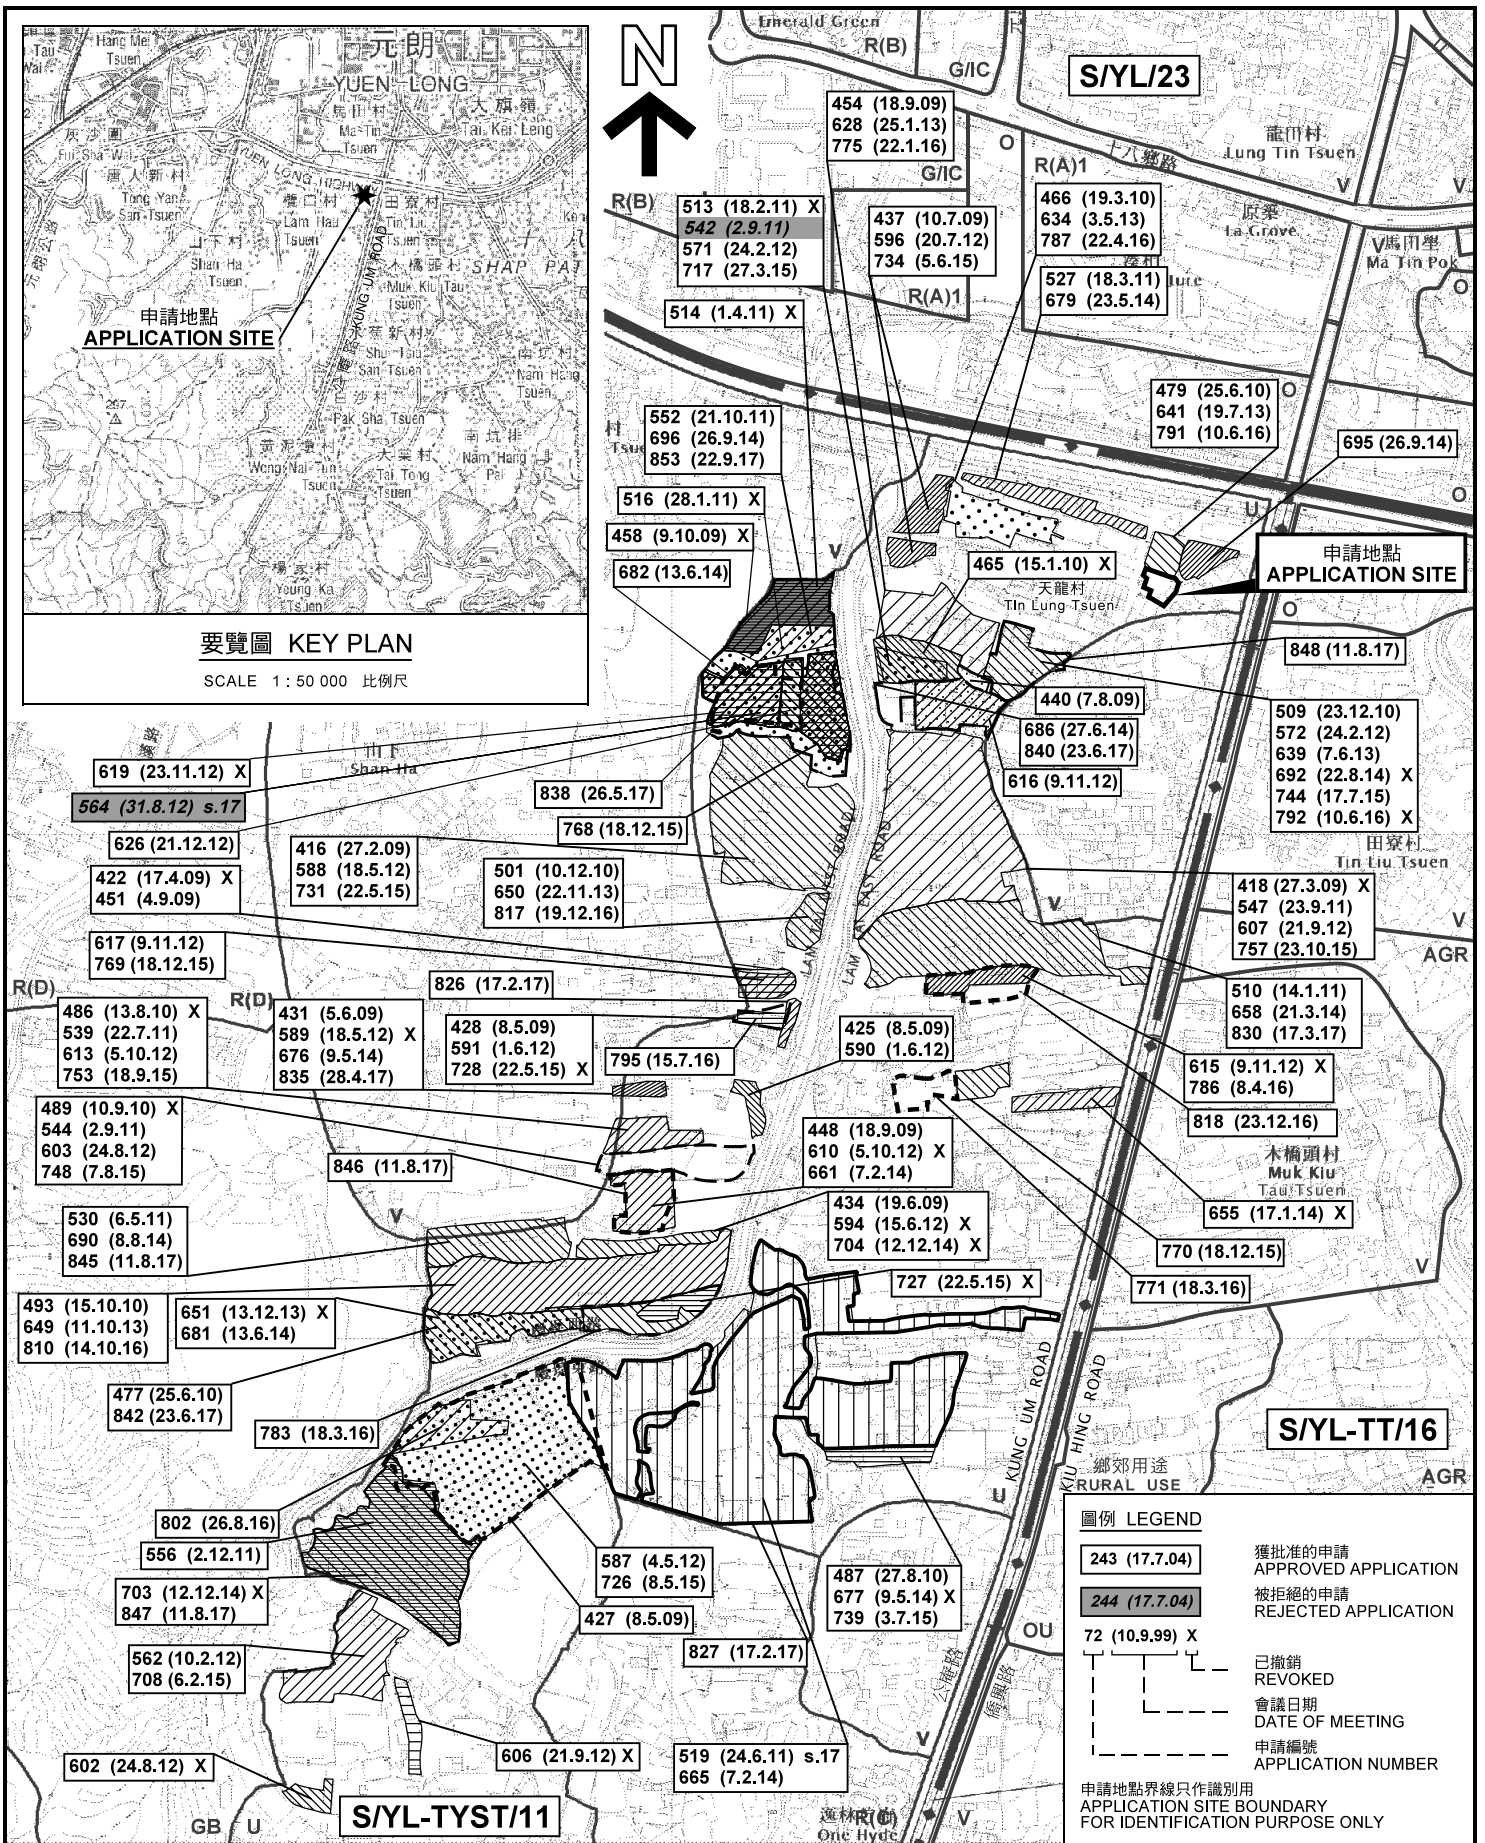 Hang Mei
Tsuen
Tau
Wai
元朗
YUEN LONG
馬田村
Ma Tin
Tsuen
大旗嶺
Tai Kei Leng
灰沙圍
Fui Sha Wai
唐人新村
Tong Yan
San Tsuen
YUEN LONG HIGHWAY
欖口村
Lam Hau
Tsuen
田寮村
Tin Liu
Tsuen
山下村
Shan Ha
Tsuen
木橋頭村
Muk Kiu Tau
Tsuen
SHAP PAT
KUNG UM ROAD
元朗公路
申請地點
APPLICATION SITE
San Tsuen
南坑村
Nam Hang
Tsuen
白沙村
Pak Sha Tsuen
267
黃泥墩村
Wong Nai Tun
Tsuen
大棠村
Tai Tong
Tsuen
南坑排
Nam Hang
Pai
楊家村
Yeung Ka
Tsuen
要覽圖 KEY PLAN
SCALE 1 : 50 000 比例尺
N
Emerald Green
R(B)
G/IC
S/YL/23
454 (18.9.09)
628 (25.1.13)
775 (22.1.16)
G/IC
O
R(A)1
十八鄉路
龍田村
Lung Tin Tsuen
V
V
R(B)
513 (18.2.11) X
542 (2.9.11)
571 (24.2.12)
717 (27.3.15)
437 (10.7.09)
596 (20.7.12)
734 (5.6.15)
466 (19.3.10)
634 (3.5.13)
787 (22.4.16)
原築
La Grove
V
馬田壆
Ma Tin Pok
O
R(A)1
527 (18.3.11)
679 (23.5.14)
514 (1.4.11) X
479 (25.6.10)
641 (19.7.13)
791 (10.6.16)
O
695 (26.9.14)
O
552 (21.10.11)
696 (26.9.14)
853 (22.9.17)
村
516 (28.1.11) X
458 (9.10.09) X
682 (13.6.14)
V
U
465 (15.1.10) X
天龍村
Tin Lung Tsuen
申請地點
APPLICATION SITE
O
848 (11.8.17)
440 (7.8.09)
686 (27.6.14)
840 (23.6.17)
616 (9.11.12)
509 (23.12.10)
572 (24.2.12)
639 (7.6.13)
692 (22.8.14) X
744 (17.7.15)
792 (10.6.16) X
山下
Shan Ha
619 (23.11.12) X
564 (31.8.12) s.17
626 (21.12.12)
838 (26.5.17)
768 (18.12.15)
田寮村
Tin Liu Tsuen
416 (27.2.09)
588 (18.5.12)
731 (22.5.15)
501 (10.12.10)
650 (22.11.13)
817 (19.12.16)
422 (17.4.09) X
451 (4.9.09)
LAM TAI WEST ROAD
LAM TAI EAST ROAD
418 (27.3.09) X
547 (23.9.11)
607 (21.9.12)
757 (23.10.15)
V
V
AGR
617 (9.11.12)
769 (18.12.15)
R(D)
R(D)
826 (17.2.17)
510 (14.1.11)
658 (21.3.14)
830 (17.3.17)
486 (13.8.10) X
539 (22.7.11)
613 (5.10.12)
753 (18.9.15)
431 (5.6.09)
589 (18.5.12) X
676 (9.5.14)
835 (28.4.17)
428 (8.5.09)
591 (1.6.12)
728 (22.5.15) X
795 (15.7.16)
425 (8.5.09)
590 (1.6.12)
615 (9.11.12) X
786 (8.4.16)
818 (23.12.16)
489 (10.9.10) X
544 (2.9.11)
603 (24.8.12)
748 (7.8.15)
846 (11.8.17)
448 (18.9.09)
610 (5.10.12) X
661 (7.2.14)
木橋頭村
Muk Kiu
Tau Tsuen
655 (17.1.14) X
530 (6.5.11)
690 (8.8.14)
845 (11.8.17)
V
434 (19.6.09)
594 (15.6.12) X
704 (12.12.14) X
770 (18.12.15)
V
727 (22.5.15) X
771 (18.3.16)
493 (15.10.10)
649 (11.10.13)
810 (14.10.16)
651 (13.12.13) X
681 (13.6.14)
477 (25.6.10)
842 (23.6.17)
783 (18.3.16)
KUNG UM ROAD
KIU HING ROAD
S/YL-TT/16
鄉郊用途
RURAL USE
AGR
U
802 (26.8.16)
556 (2.12.11)
703 (12.12.14) X
847 (11.8.17)
587 (4.5.12)
726 (8.5.15)
427 (8.5.09)
487 (27.8.10)
677 (9.5.14) X
739 (3.7.15)
827 (17.2.17)
562 (10.2.12)
708 (6.2.15)
OU
公庵路
僑興路
V
606 (21.9.12) X
519 (24.6.11) s.17
665 (7.2.14)
602 (24.8.12) X
S/YL-TYST/11
GB
U
R(C)
One Hyde
V
圖例 LEGEND
243 (17.7.04)
獲批准的申請
APPROVED APPLICATION
244 (17.7.04)
被拒絕的申請
REJECTED APPLICATION
72 (10.9.99) X
已撤銷
REVOKED
會議日期
DATE OF MEETING
申請編號
APPLICATION NUMBER
申請地點界線只作識別用
APPLICATION SITE BOUNDARY
FOR IDENTIFICATION PURPOSE ONLY